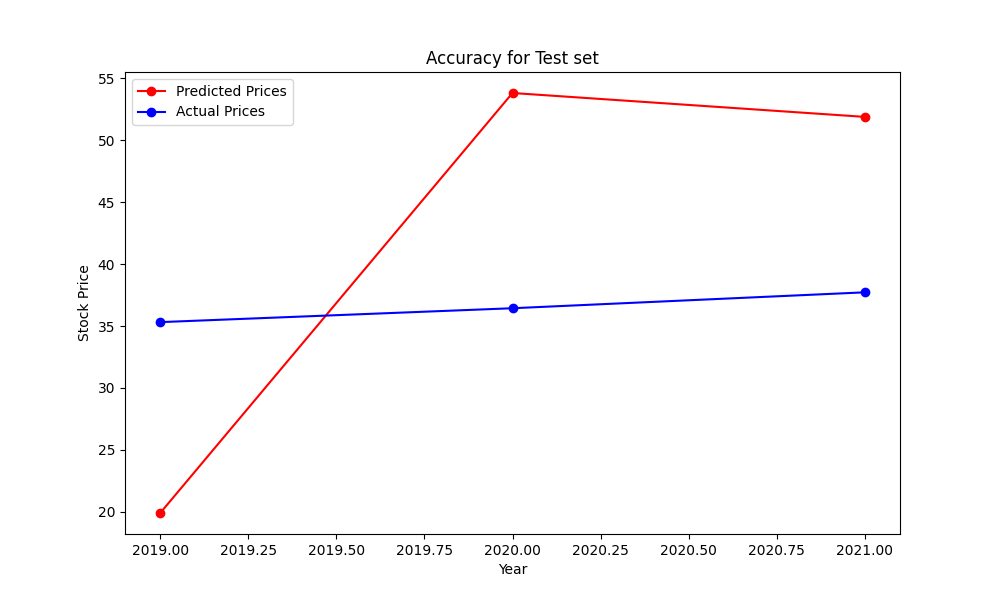 Accuracy for Test set
Predicted Prices
Actual Prices
55
50
45
40
35
30
25
20
Stock Price
2019.00 2019.25 2019.50 2019.75 2020.00 2020.25 2020.50 2020.75 2021.00
Year